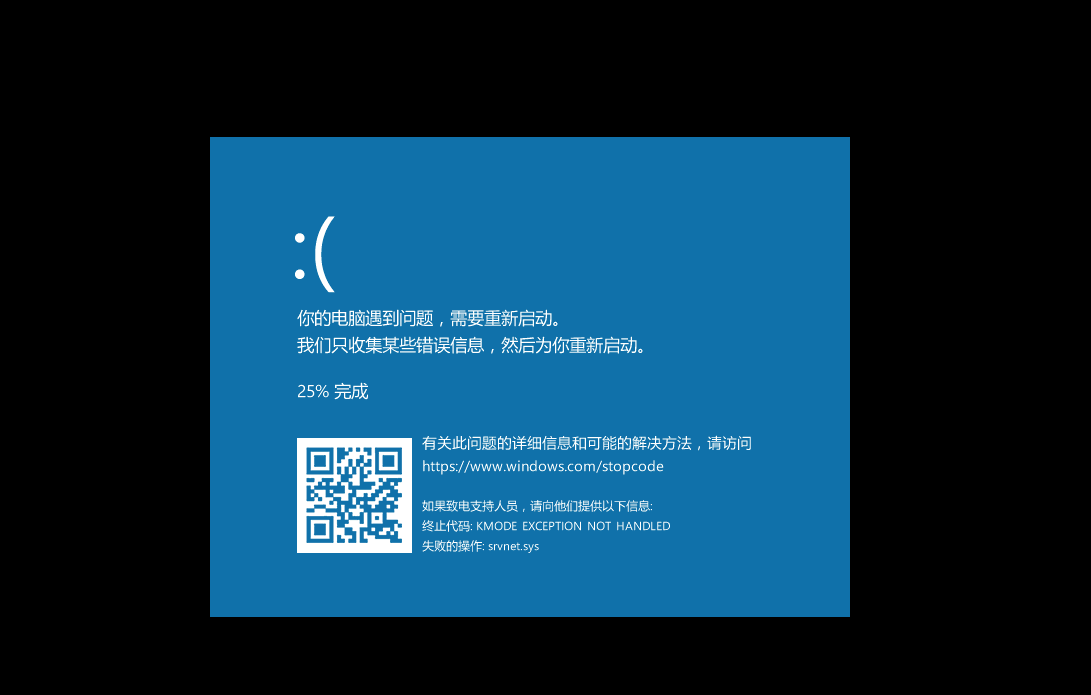 :(
你的电脑遇到问题，需要重新启动。
我们只收集某些错误信息，然后为你重新启动。
25% 完成
有关此问题的详细信息和可能的解决方法，请访问
https://www.windows.com/stopcode
如果致电支持人员，请向他们提供以下信息:
终止代码: KMODE EXCEPTION NOT HANDLED
失败的操作: srvnet.sys